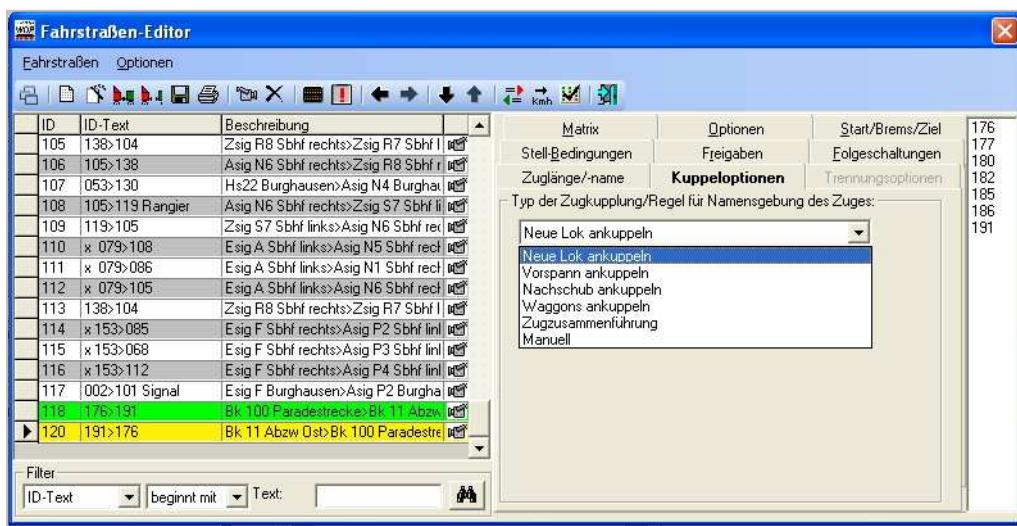 Fahrstraßen-Editor
Fahrstraßen Optionen
kmh
ID ID-Text Beschreibung
105 138>104 Zsig R8 Sbhf rechts>Zsig R7 Sbhf l
106 105>138 Asig N6 Sbhf rechts>Zsig R8 Sbhf r
107 053>130 Hs22 Burghausen>Asig N4 Burghau
108 105>119 Rangier Asig N6 Sbhf rechts>Zsig S7 Sbhf li
109 119>105 Zsig S7 Sbhf links>Asig N6 Sbhf rec
110 x 079>108 Esig A Sbhf links>Asig N5 Sbhf rech
111 x 079>086 Esig A Sbhf links>Asig N1 Sbhf rech
112 x 079>105 Esig A Sbhf links>Asig N6 Sbhf rech
113 138>104 Zsig R8 Sbhf rechts>Zsig R7 Sbhf l
114 x 153>085 Esig F Sbhf rechts>Asig P2 Sbhf linl
115 x 153>068 Esig F Sbhf rechts>Asig P3 Sbhf linl
116 x 153>112 Esig F Sbhf rechts>Asig P4 Sbhf linl
117 002>101 Signal Esig F Burghausen>Asig P2 Burgha
118 176>191 Bk 100 Paradestrecke>Bk 11 Abzw
120 191>176 Bk 11 Abzw Ost>Bk 100 Paradestre
Filter
ID-Text beginnt mit Text:
Matrix Optionen Start/Brems/Ziel
Stell-Bedingungen Freigaben Folgeschaltungen
Zuglänge/-name Kuppeloptionen Trennungsoptionen
Typ der Zugkupplung/Regel für Namensgebung des Zuges:
Neue Lok ankuppeln
Neue Lok ankuppeln
Vorspann ankuppeln
Nachschub ankuppeln
Waggons ankuppeln
Zugzusammenführung
Manuell
176
177
180
182
185
186
191